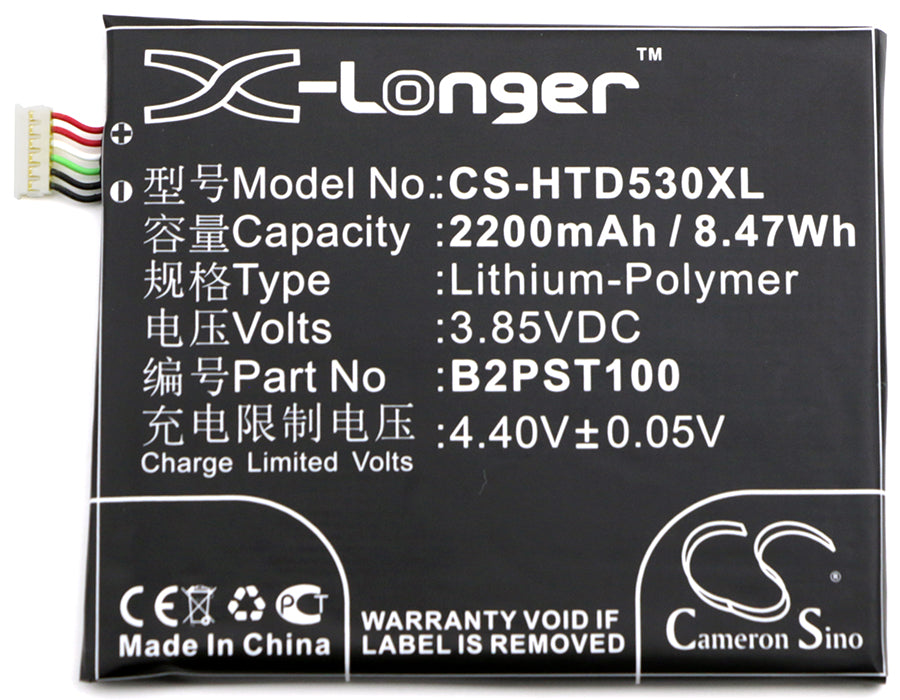 X-Longer™
型号Model No.:CS-HTD530XL
容量Capacity :2200mAh / 8.47Wh
规格Type :Lithium-Polymer
电压Volts :3.85VDC
编号Part No :B2PST100
充电限制电压 :4.40V±0.05V
Charge Limited Volts
CE PCT
Made In China
WARRANTY VOID IF
LABEL IS REMOVED
CS ®
Cameron Sino